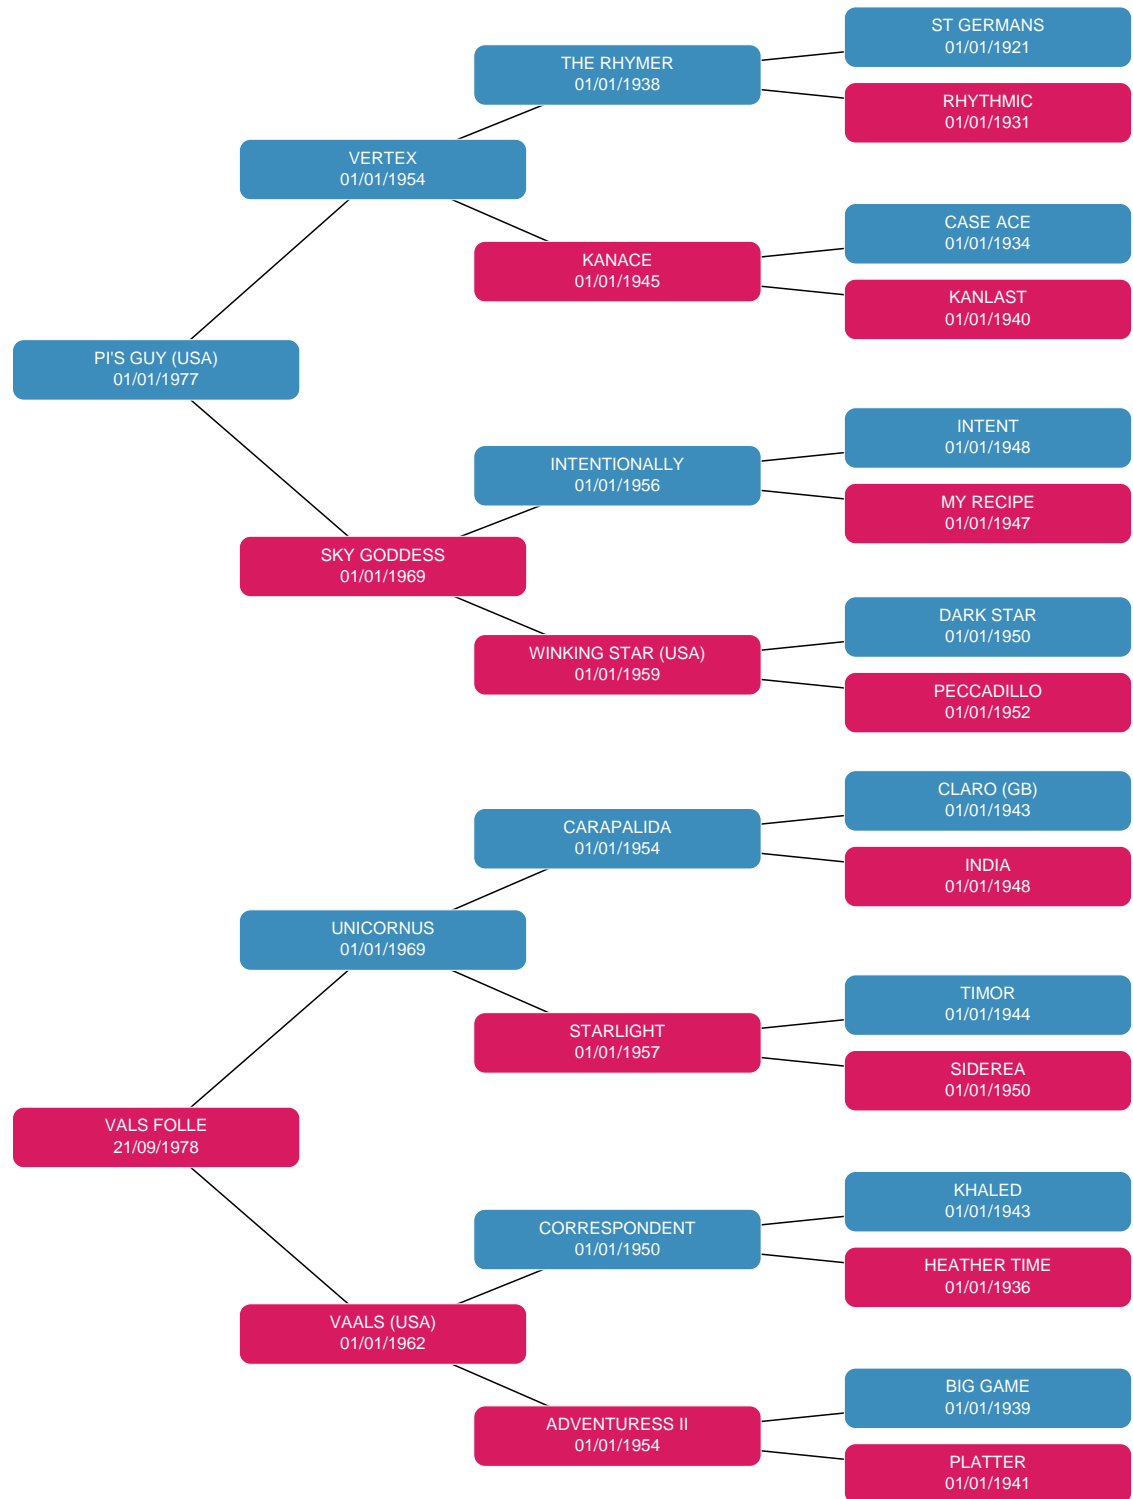 ST GERMANS
01/01/1921
THE RHYMER
01/01/1938
RHYTHMIC
01/01/1931
VERTEX
01/01/1954
CASE ACE
01/01/1934
KANACE
01/01/1945
KANLAST
01/01/1940
PI'S GUY (USA)
01/01/1977
INTENT
01/01/1948
INTENTIONALLY
01/01/1956
MY RECIPE
01/01/1947
SKY GODDESS
01/01/1969
DARK STAR
01/01/1950
WINKING STAR (USA)
01/01/1959
PECCADILLO
01/01/1952
CLARO (GB)
01/01/1943
CARAPALIDA
01/01/1954
INDIA
01/01/1948
UNICORNUS
01/01/1969
TIMOR
01/01/1944
STARLIGHT
01/01/1957
SIDEREA
01/01/1950
VALS FOLLE
21/09/1978
KHALED
01/01/1943
CORRESPONDENT
01/01/1950
HEATHER TIME
01/01/1936
VAALS (USA)
01/01/1962
BIG GAME
01/01/1939
ADVENTURESS II
01/01/1954
PLATTER
01/01/1941